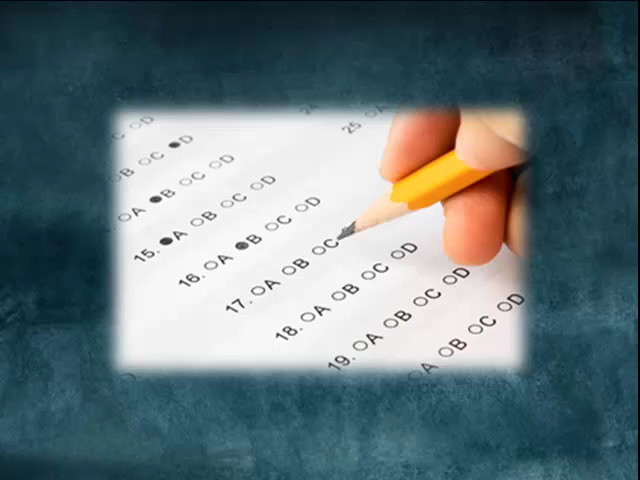 C D
B C D
A B C D
15. A B C D
16. A B C D
17. A B C
18. A B C D
19. A B C D
A B C D
25. A